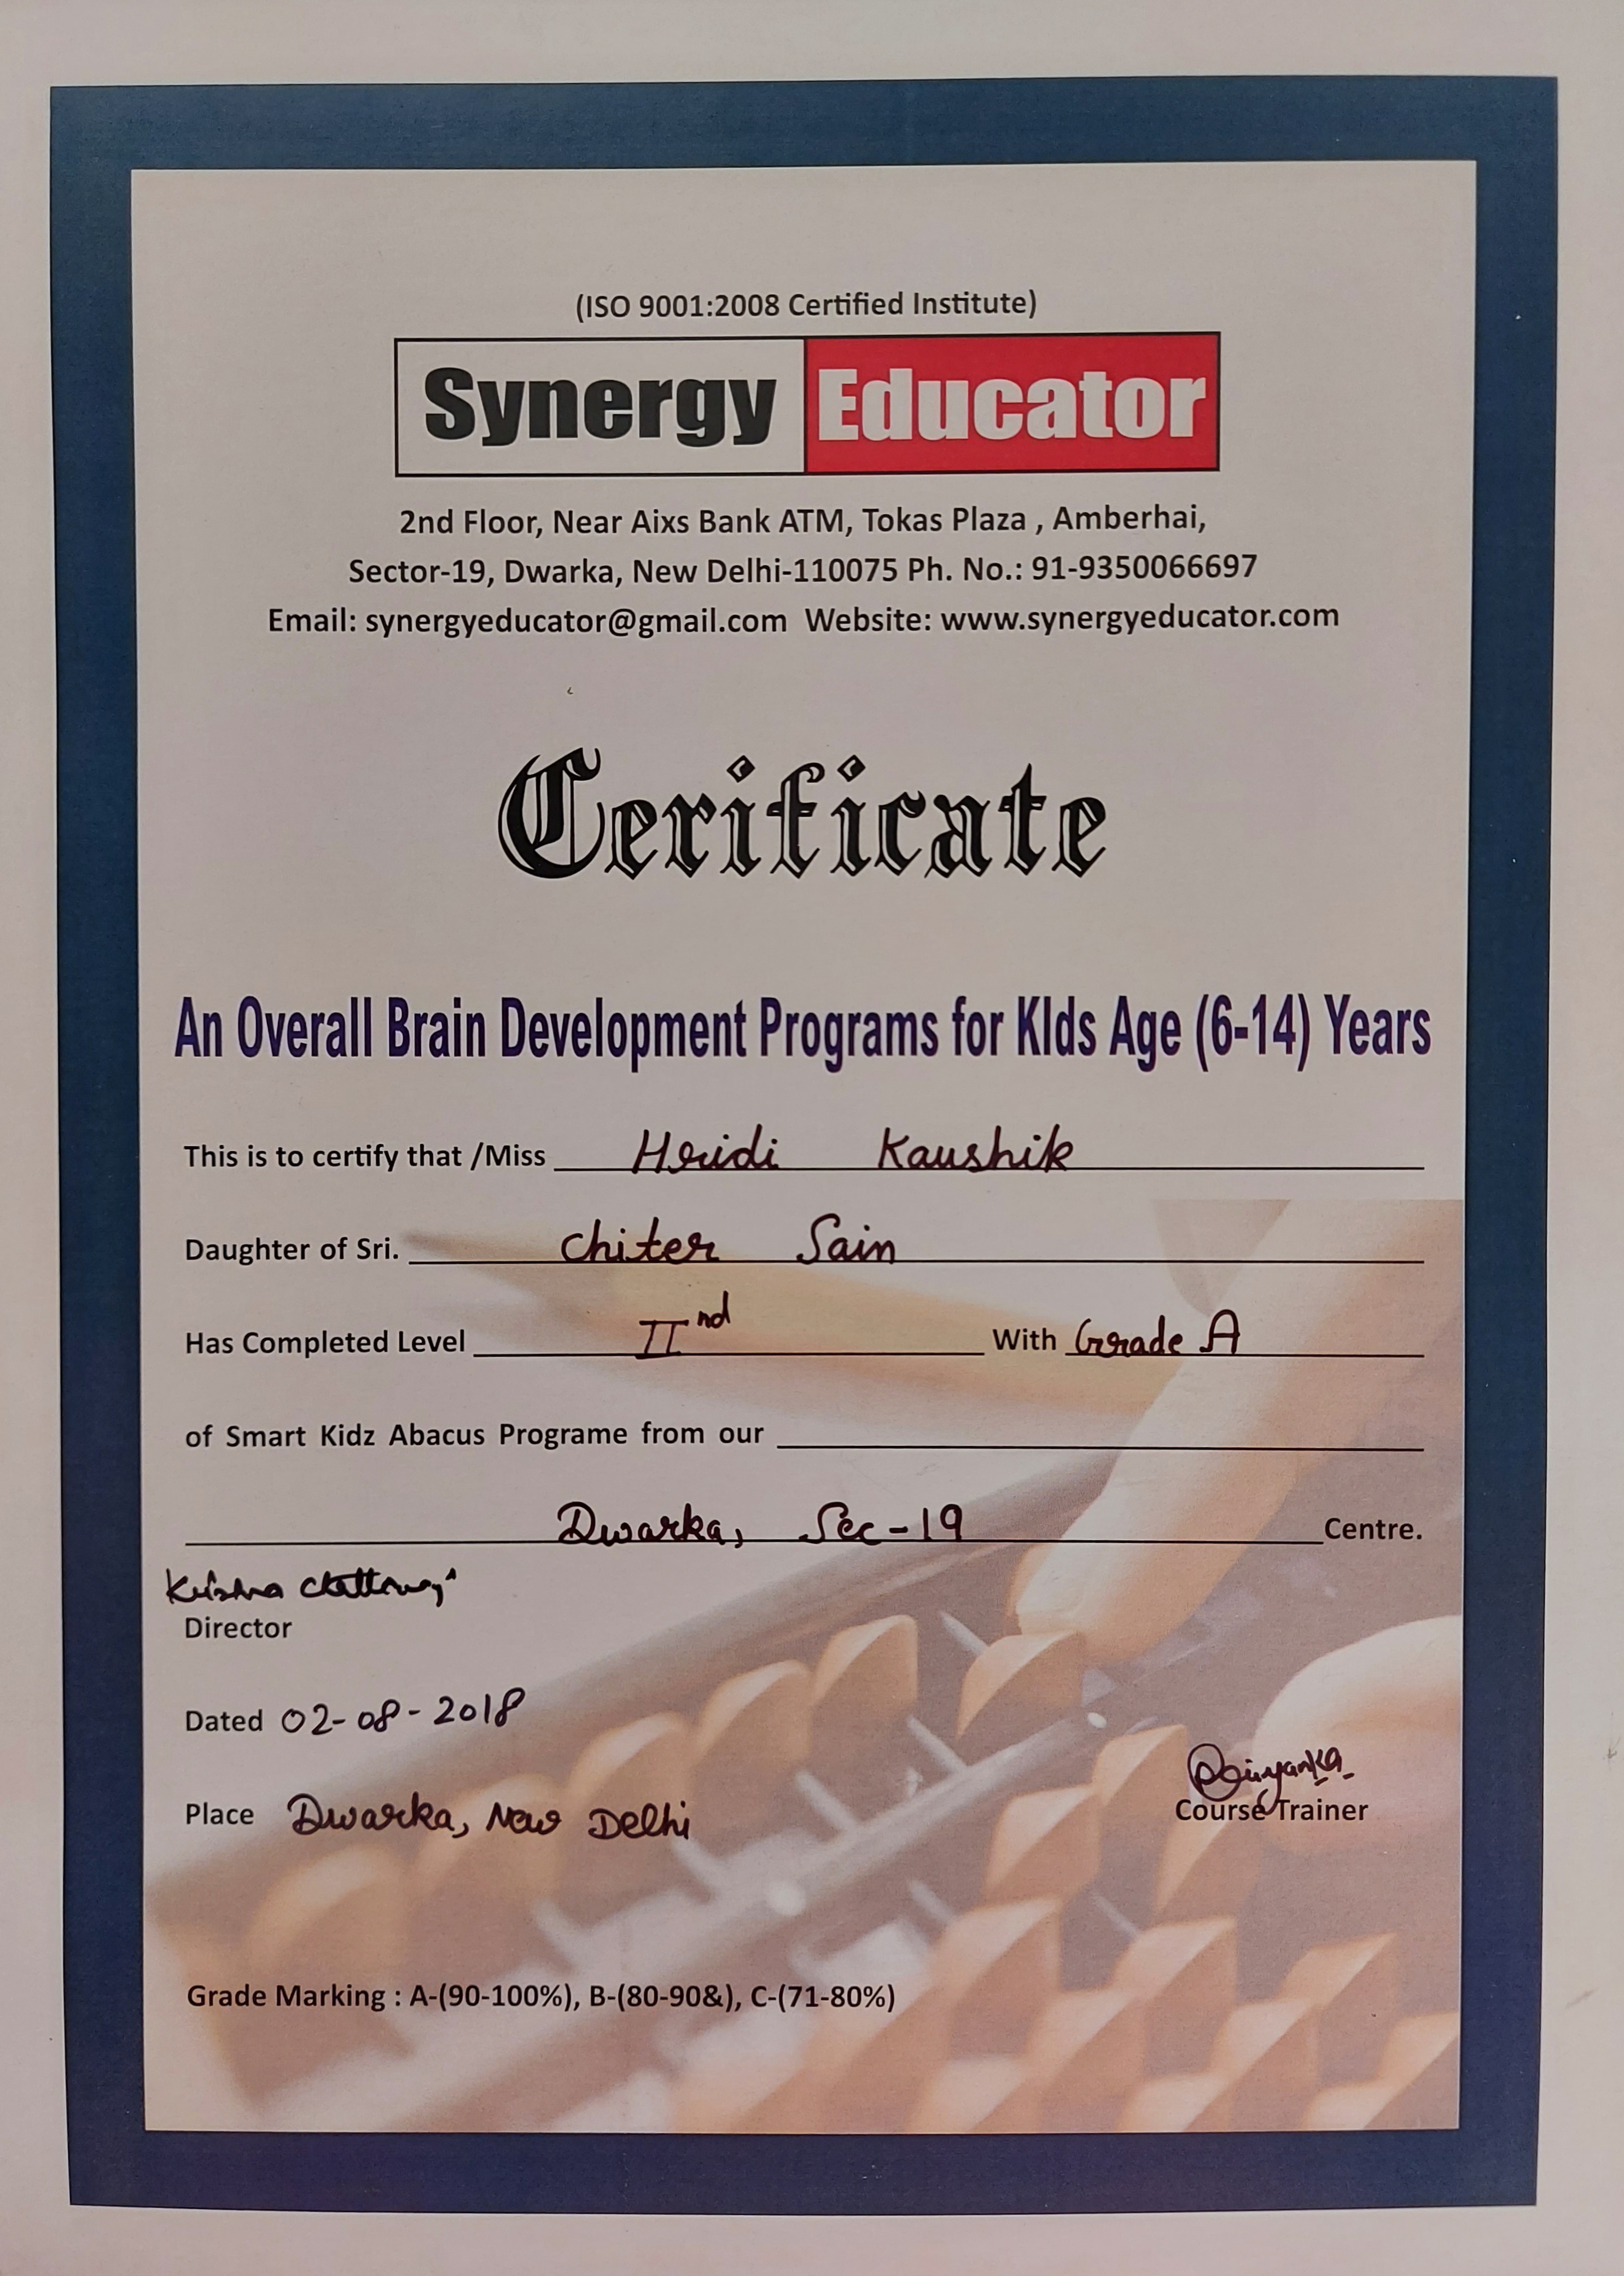 (ISO 9001:2008 Certified Institute)
Synergy Educator
2nd Floor, Near Aixs Bank ATM, Tokas Plaza , Amberhai,
Sector-19, Dwarka, New Delhi-110075 Ph. No.: 91-9350066697
Email: synergyeducator@gmail.com Website: www.synergyeducator.com
Cerificate
An Overall Brain Development Programs for KIds Age (6-14) Years
This is to certify that /Miss Hridi Kaushik
Daughter of Sri. Chiter Sain
Has Completed Level II nd With Grade A
of Smart Kidz Abacus Programe from our
Dwarka, Sec-19 Centre.
Krishna
Director
Dated 02-08-2018
Priyanka
Course Trainer
Place Dwarka, New Delhi
Grade Marking : A-(90-100%), B-(80-90&), C-(71-80%)